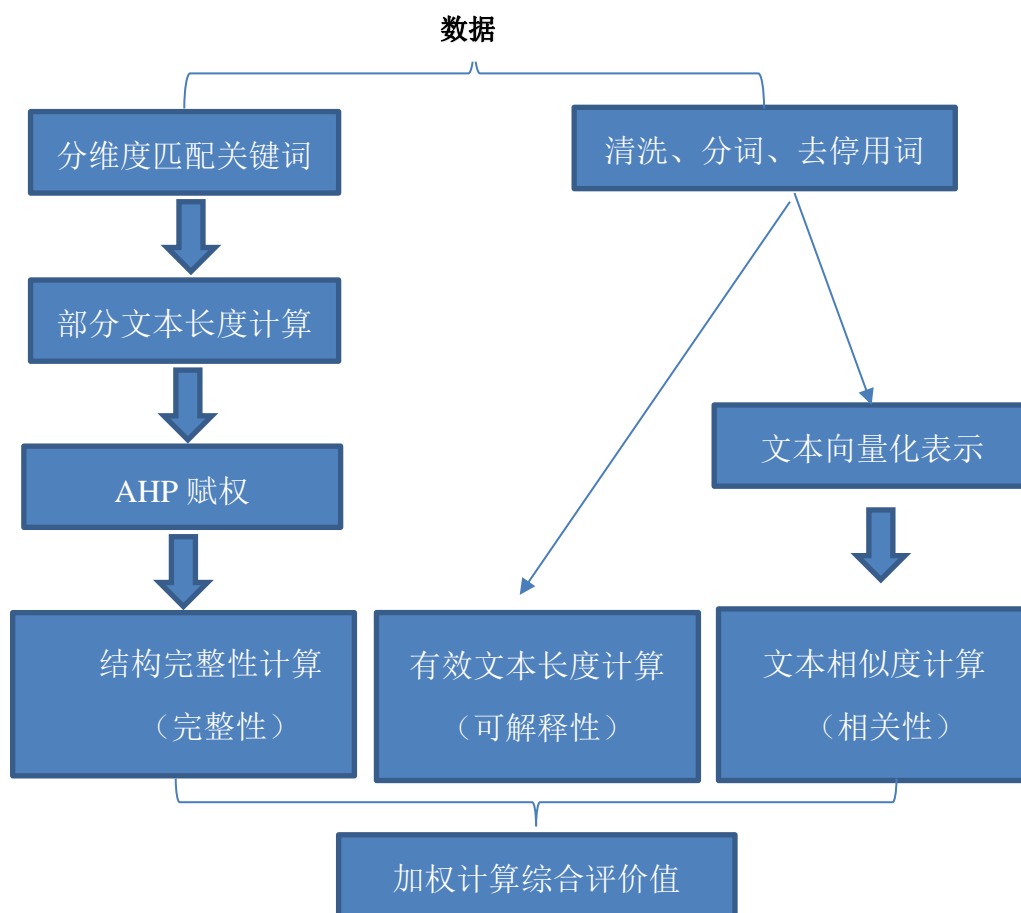 数据
分维度匹配关键词
清洗、分词、去停用词
部分文本长度计算
文本向量化表示
AHP 赋权
结构完整性计算
（完整性）
有效文本长度计算
（可解释性）
文本相似度计算
（相关性）
加权计算综合评价值